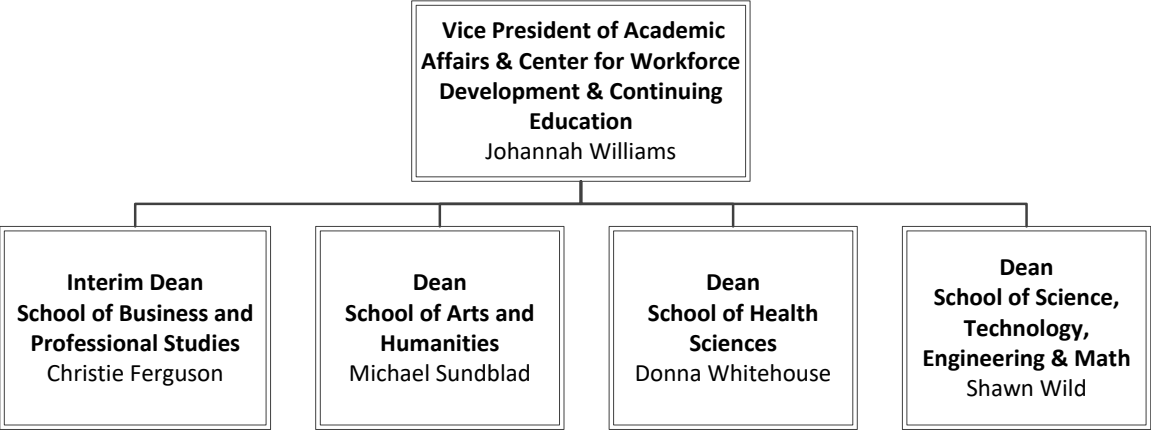 Vice President of Academic
Affairs & Center for Workforce
Development & Continuing
Education
Johannah Williams
Interim Dean
School of Business and
Professional Studies
Christie Ferguson
Dean
School of Arts and
Humanities
Michael Sundblad
Dean
School of Health
Sciences
Donna Whitehouse
Dean
School of Science,
Technology,
Engineering & Math
Shawn Wild